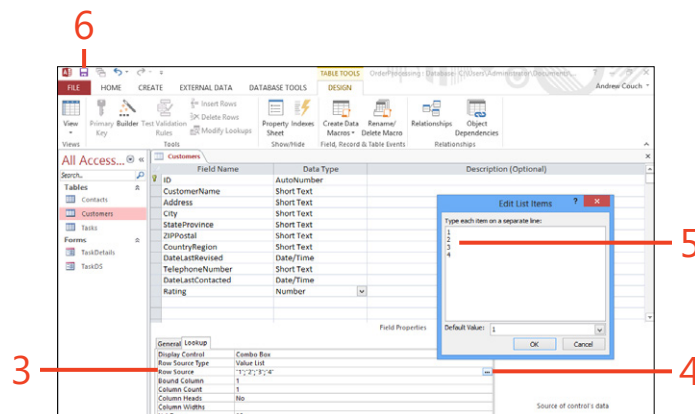 6
TABLE TOOLS
FILE HOME CREATE EXTERNAL DATA DATABASE TOOLS DESIGN Andrew Couch
View
Primary Key
Builder
Test Validation Rules
Insert Rows
Delete Rows
Modify Lookups
Property Sheet
Indexes
Create Data Macros
Rename/ Delete Macro
Relationships
Object Dependencies
Views Tools Show/Hide Field, Record & Table Events Relationships
All Access...
Search...
Tables
Contacts
Customers
Tasks
Forms
TaskDetails
TaskDS
Customers
Field Name Data Type Description (Optional)
ID AutoNumber
CustomerName Short Text
Address Short Text
City Short Text
StateProvince Short Text
ZIPPostal Short Text
CountryRegion Short Text
DateLastRevised Date/Time
TelephoneNumber Short Text
DateLastContacted Date/Time
Rating Number
Edit List Items
Type each item on a separate line:
1
2
3
4
Default Value: 1
OK Cancel
5
Field Properties
General Lookup
Display Control Combo Box
Row Source Type Value List
Row Source "1";"2";"3";"4"
Bound Column 1
Column Count 1
Column Heads No
Column Widths
3
4
Source of control's data